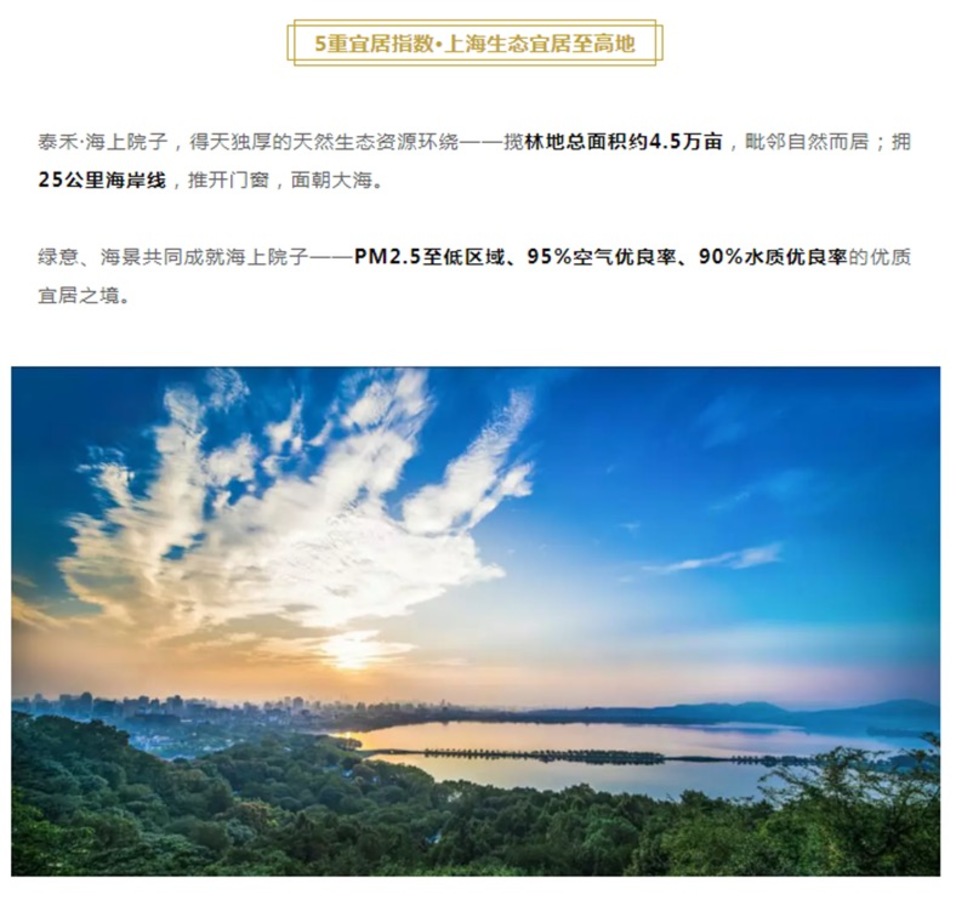 5重宜居指数·上海生态宜居至高地
泰禾·海上院子，得天独厚的天然生态资源环绕——揽林地总面积约4.5万亩，毗邻自然而居；拥
25公里海岸线，推开门窗，面朝大海。
绿意、海景共同成就海上院子——PM2.5至低区域、95%空气优良率、90%水质优良率的优质
宜居之境。